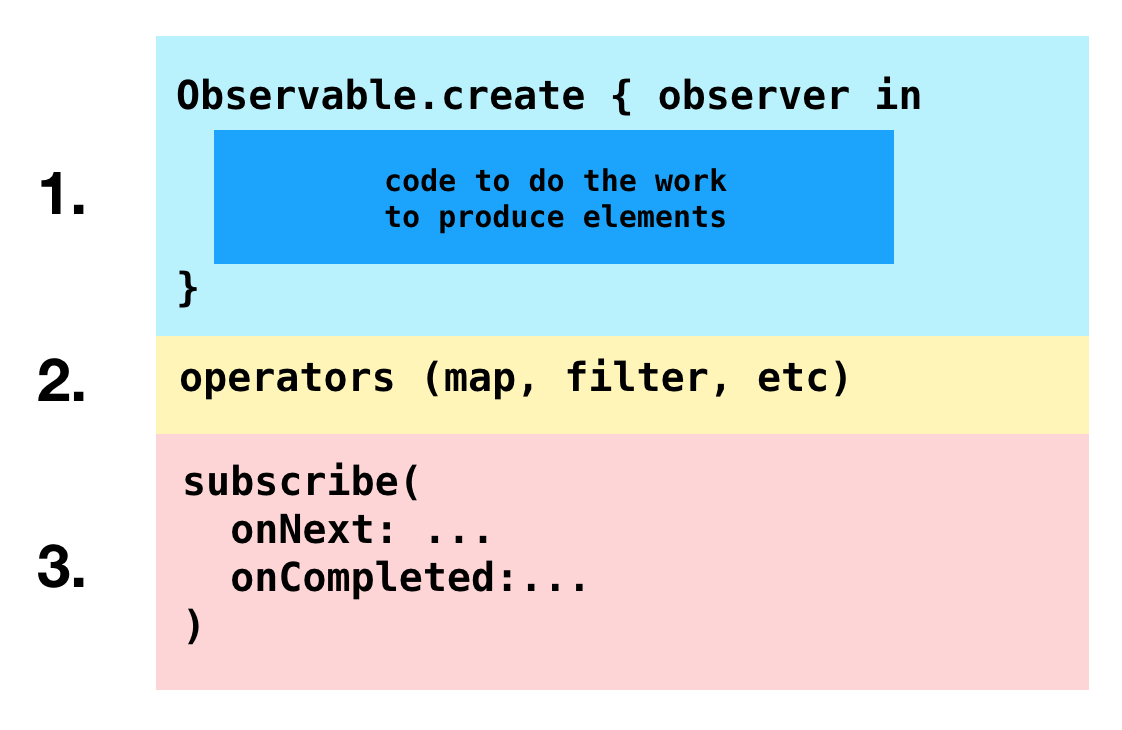 Observable.create { observer in
1.
code to do the work
to produce elements
}
2.
operators (map, filter, etc)
subscribe(
onNext: ...
3.
onCompleted:...
)